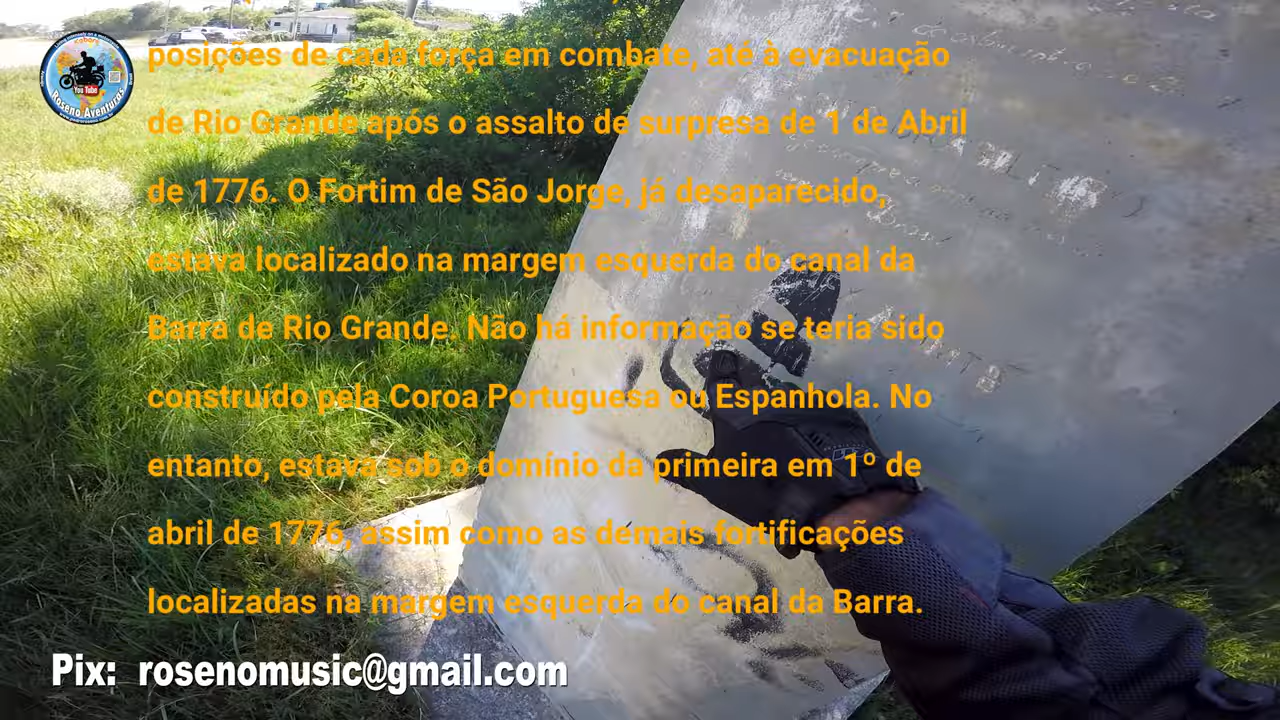 posições de cada força em combate, até à evacuação
de Rio Grande após o assalto de surpresa de 1 de Abril
de 1776. O Fortim de São Jorge, já desaparecido,
estava localizado na margem esquerda do canal da
Barra de Rio Grande. Não há informação se teria sido
construído pela Coroa Portuguesa ou Espanhola. No
entanto, estava sob o domínio da primeira em 1º de
abril de 1776, assim como as demais fortificações
localizadas na margem esquerda do canal da Barra.
Pix: rosenomusic@gmail.com
You Tube
Roseno Aventuras